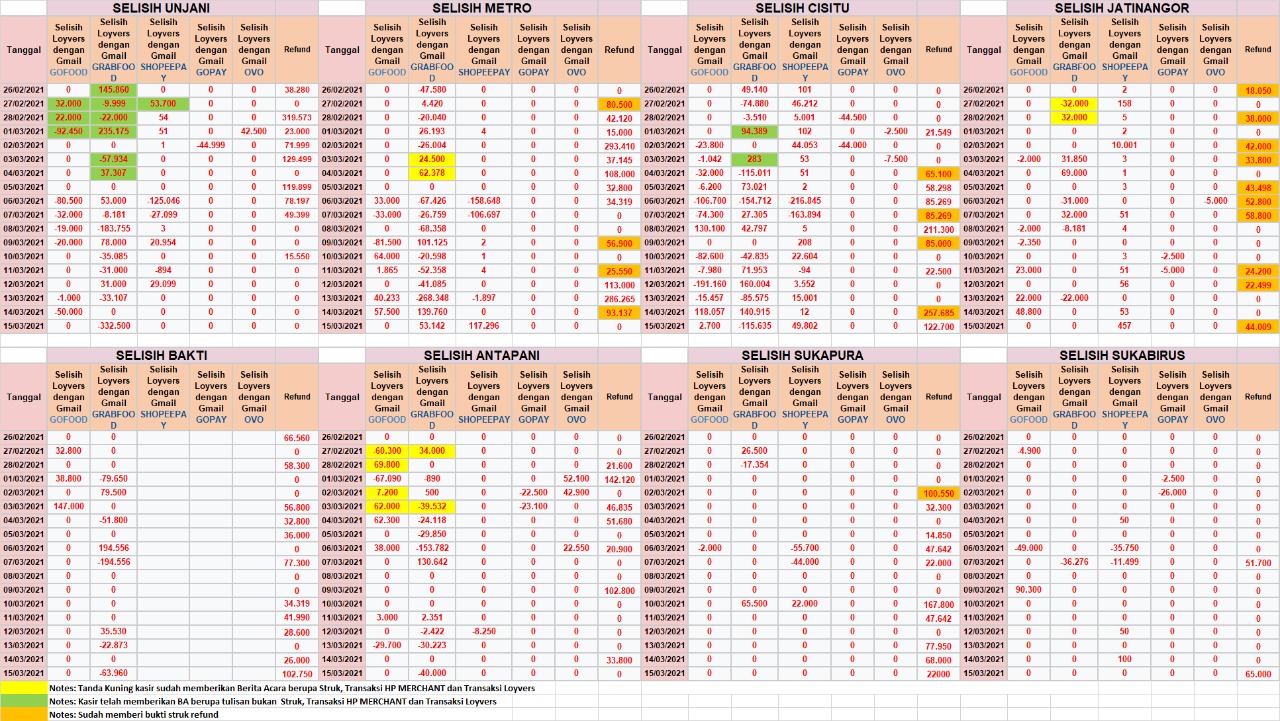 SELISIH UNJANI SELISIH METRO SELISIH CISITU SELISIH JATINANGOR
Tanggal Selisih Loyvers dengan Gmail GOFOOD Selisih Loyvers dengan Gmail GRABFOOD Selisih Loyvers dengan Gmail SHOPEEPAY Selisih Loyvers dengan Gmail GOPAY Selisih Loyvers dengan Gmail OVO Refund Tanggal Selisih Loyvers dengan Gmail GOFOOD Selisih Loyvers dengan Gmail GRABFOOD Selisih Loyvers dengan Gmail SHOPEEPAY Selisih Loyvers dengan Gmail GOPAY Selisih Loyvers dengan Gmail OVO Refund Tanggal Selisih Loyvers dengan Gmail GOFOOD Selisih Loyvers dengan Gmail GRABFOOD Selisih Loyvers dengan Gmail SHOPEEPAY Selisih Loyvers dengan Gmail GOPAY Selisih Loyvers dengan Gmail OVO Refund Tanggal Selisih Loyvers dengan Gmail GOFOOD Selisih Loyvers dengan Gmail GRABFOOD Selisih Loyvers dengan Gmail SHOPEEPAY Selisih Loyvers dengan Gmail GOPAY Selisih Loyvers dengan Gmail OVO Refund
26/02/2021 0 145.860 0 0 0 38.280 26/02/2021 0 -47.580 0 0 0 0 26/02/2021 0 49.140 101 0 0 0 26/02/2021 0 0 2 0 0 18.050
27/02/2021 32.000 -9.999 53.700 0 0 0 27/02/2021 0 4.420 0 0 0 80.500 27/02/2021 0 -74.880 46.212 0 0 0 27/02/2021 0 -32.000 158 0 0 0
28/02/2021 22.000 -22.000 54 0 0 319.573 28/02/2021 0 -20.040 0 0 0 42.120 28/02/2021 0 -3.510 5.001 -44.500 0 0 28/02/2021 0 32.000 5 0 0 38.000
01/03/2021 -92.450 235.175 51 0 42.500 23.000 01/03/2021 0 26.193 4 0 0 15.000 01/03/2021 0 94.389 102 0 -2.500 21.549 01/03/2021 0 0 2 0 0 0
02/03/2021 0 0 1 -44.999 0 71.999 02/03/2021 0 -26.004 0 0 0 293.410 02/03/2021 -23.800 0 44.053 -44.000 0 0 02/03/2021 0 0 10.001 0 0 42.000
03/03/2021 0 -57.934 0 0 0 129.499 03/03/2021 0 24.500 0 0 0 37.145 03/03/2021 -1.042 283 53 0 -7.500 0 03/03/2021 -2.000 31.850 3 0 0 33.800
04/03/2021 0 37.307 0 0 0 0 04/03/2021 0 62.378 0 0 0 108.000 04/03/2021 -32.000 -115.011 51 0 0 65.100 04/03/2021 0 69.000 1 0 0 0
05/03/2021 0 0 0 0 0 119.899 05/03/2021 0 0 0 0 0 32.800 05/03/2021 -6.200 73.021 2 0 0 58.298 05/03/2021 0 0 3 0 0 43.498
06/03/2021 -80.500 53.000 -125.046 0 0 78.197 06/03/2021 33.000 -67.426 -158.648 0 0 34.319 06/03/2021 -106.700 -154.712 -216.845 0 0 85.269 06/03/2021 0 -31.000 0 0 -5.000 52.800
07/03/2021 -32.000 -8.181 -27.099 0 0 49.399 07/03/2021 -33.000 -26.759 -106.697 0 0 0 07/03/2021 -74.300 27.305 -163.894 0 0 85.269 07/03/2021 0 32.000 51 0 0 58.800
08/03/2021 -19.000 -183.755 3 0 0 0 08/03/2021 0 -68.358 0 0 0 0 08/03/2021 130.100 42.797 5 0 0 211.300 08/03/2021 -2.000 -8.181 4 0 0 0
09/03/2021 -20.000 78.000 20.954 0 0 0 09/03/2021 -81.500 101.125 2 0 0 56.900 09/03/2021 0 0 208 0 0 85.000 09/03/2021 -2.350 0 0 0 0 0
10/03/2021 0 -35.085 0 0 0 15.550 10/03/2021 64.000 -20.598 1 0 0 0 10/03/2021 -82.600 -42.835 22.604 0 0 0 10/03/2021 0 0 3 -2.500 0 0
11/03/2021 0 -31.000 -894 0 0 0 11/03/2021 1.865 -52.358 4 0 0 25.550 11/03/2021 -7.980 71.953 -94 0 0 22.500 11/03/2021 23.000 0 51 -5.000 0 24.200
12/03/2021 0 31.000 29.099 0 0 0 12/03/2021 0 -41.085 0 0 0 113.000 12/03/2021 -191.160 160.004 3.552 0 0 0 12/03/2021 0 0 56 0 0 22.499
13/03/2021 -1.000 -33.107 0 0 0 0 13/03/2021 40.233 -268.348 -1.897 0 0 286.265 13/03/2021 -15.457 -85.575 15.001 0 0 0 13/03/2021 22.000 -22.000 0 0 0 0
14/03/2021 -50.000 0 0 0 0 0 14/03/2021 57.500 139.760 0 0 0 93.137 14/03/2021 118.057 140.915 12 0 0 257.685 14/03/2021 48.800 0 53 0 0 0
15/03/2021 0 -332.500 0 0 0 0 15/03/2021 0 53.142 117.296 0 0 0 15/03/2021 2.700 -115.635 49.802 0 0 122.700 15/03/2021 0 0 457 0 0 44.009
SELISIH BAKTI SELISIH ANTAPANI SELISIH SUKAPURA SELISIH SUKABIRUS
Tanggal Selisih Loyvers dengan Gmail GOFOOD Selisih Loyvers dengan Gmail GRABFOOD Selisih Loyvers dengan Gmail SHOPEEPAY Selisih Loyvers dengan Gmail GOPAY Selisih Loyvers dengan Gmail OVO Refund Tanggal Selisih Loyvers dengan Gmail GOFOOD Selisih Loyvers dengan Gmail GRABFOOD Selisih Loyvers dengan Gmail SHOPEEPAY Selisih Loyvers dengan Gmail GOPAY Selisih Loyvers dengan Gmail OVO Refund Tanggal Selisih Loyvers dengan Gmail GOFOOD Selisih Loyvers dengan Gmail GRABFOOD Selisih Loyvers dengan Gmail SHOPEEPAY Selisih Loyvers dengan Gmail GOPAY Selisih Loyvers dengan Gmail OVO Refund Tanggal Selisih Loyvers dengan Gmail GOFOOD Selisih Loyvers dengan Gmail GRABFOOD Selisih Loyvers dengan Gmail SHOPEEPAY Selisih Loyvers dengan Gmail GOPAY Selisih Loyvers dengan Gmail OVO Refund
26/02/2021 0 0 66.560 26/02/2021 0 0 0 0 0 0 26/02/2021 0 0 0 0 0 0 26/02/2021 0 0 0 0 0 0
27/02/2021 32.800 0 0 27/02/2021 -60.300 34.000 0 0 0 0 27/02/2021 0 26.500 0 0 0 0 27/02/2021 -4.900 0 0 0 0 0
28/02/2021 0 0 58.300 28/02/2021 69.800 0 0 0 0 21.600 28/02/2021 0 -17.354 0 0 0 0 28/02/2021 0 0 0 0 0 0
01/03/2021 38.800 -79.650 0 01/03/2021 -67.090 -890 0 0 52.100 142.120 01/03/2021 0 0 0 0 0 0 01/03/2021 0 0 0 -2.500 0 0
02/03/2021 0 79.500 0 02/03/2021 7.200 500 0 -22.500 42.900 0 02/03/2021 0 0 0 0 0 100.550 02/03/2021 0 0 0 -26.000 0 0
03/03/2021 147.000 0 56.800 03/03/2021 62.000 -39.532 0 -23.100 0 46.835 03/03/2021 0 0 0 0 0 32.300 03/03/2021 0 0 0 0 0 0
04/03/2021 0 -51.800 32.800 04/03/2021 62.300 -24.118 0 0 0 51.680 04/03/2021 0 0 0 0 0 0 04/03/2021 0 0 50 0 0 0
05/03/2021 0 0 36.000 05/03/2021 0 -29.850 0 0 0 0 05/03/2021 0 0 0 0 0 14.850 05/03/2021 0 0 0 0 0 0
06/03/2021 0 194.556 0 06/03/2021 38.000 -153.782 0 0 22.550 20.900 06/03/2021 -2.000 0 -55.700 0 0 47.642 06/03/2021 -49.000 0 -35.750 0 0 0
07/03/2021 0 -194.556 77.300 07/03/2021 0 130.642 0 0 0 0 07/03/2021 0 0 -44.000 0 0 22.000 07/03/2021 0 -36.276 -11.499 0 0 51.700
08/03/2021 0 0 0 08/03/2021 0 0 0 0 0 0 08/03/2021 0 0 0 0 0 0 08/03/2021 0 0 0 0 0 0
09/03/2021 0 0 0 09/03/2021 0 0 0 0 0 102.800 09/03/2021 0 0 0 0 0 0 09/03/2021 90.300 0 0 0 0 0
10/03/2021 0 0 34.319 10/03/2021 0 0 0 0 0 0 10/03/2021 0 65.500 22.000 0 0 167.800 10/03/2021 0 0 0 0 0 0
11/03/2021 0 0 41.990 11/03/2021 3.000 2.351 0 0 0 0 11/03/2021 0 0 0 0 0 47.642 11/03/2021 0 0 0 0 0 0
12/03/2021 0 35.530 28.600 12/03/2021 0 -2.422 -8.250 0 0 0 12/03/2021 0 0 0 0 0 0 12/03/2021 0 0 50 0 0 0
13/03/2021 0 -22.873 0 13/03/2021 -29.700 -30.223 0 0 0 0 13/03/2021 0 0 0 0 0 77.950 13/03/2021 0 0 0 0 0 0
14/03/2021 0 0 26.000 14/03/2021 0 0 0 0 0 33.800 14/03/2021 0 0 0 0 0 68.000 14/03/2021 0 0 100 0 0 0
15/03/2021 0 -63.960 102.750 15/03/2021 0 -40.000 0 0 0 0 15/03/2021 0 0 0 0 0 22000 15/03/2021 0 0 0 0 0 65.000
Notes: Tanda Kuning kasir sudah memberikan Berita Acara berupa Struk, Transaksi HP MERCHANT dan Transaksi Loyvers
Notes: Kasir telah memberikan BA berupa tulisan bukan Struk, Transaksi HP MERCHANT dan Transaksi Loyvers
Notes: Sudah memberi bukti struk refund